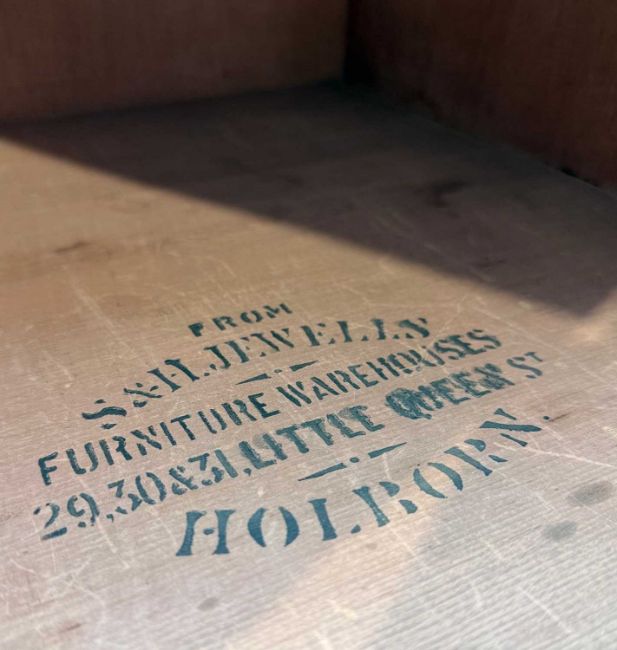 FROM
S & H. JEWELL'S
FURNITURE WAREHOUSES
29, 30 & 31, LITTLE QUEEN ST
HOLBORN.